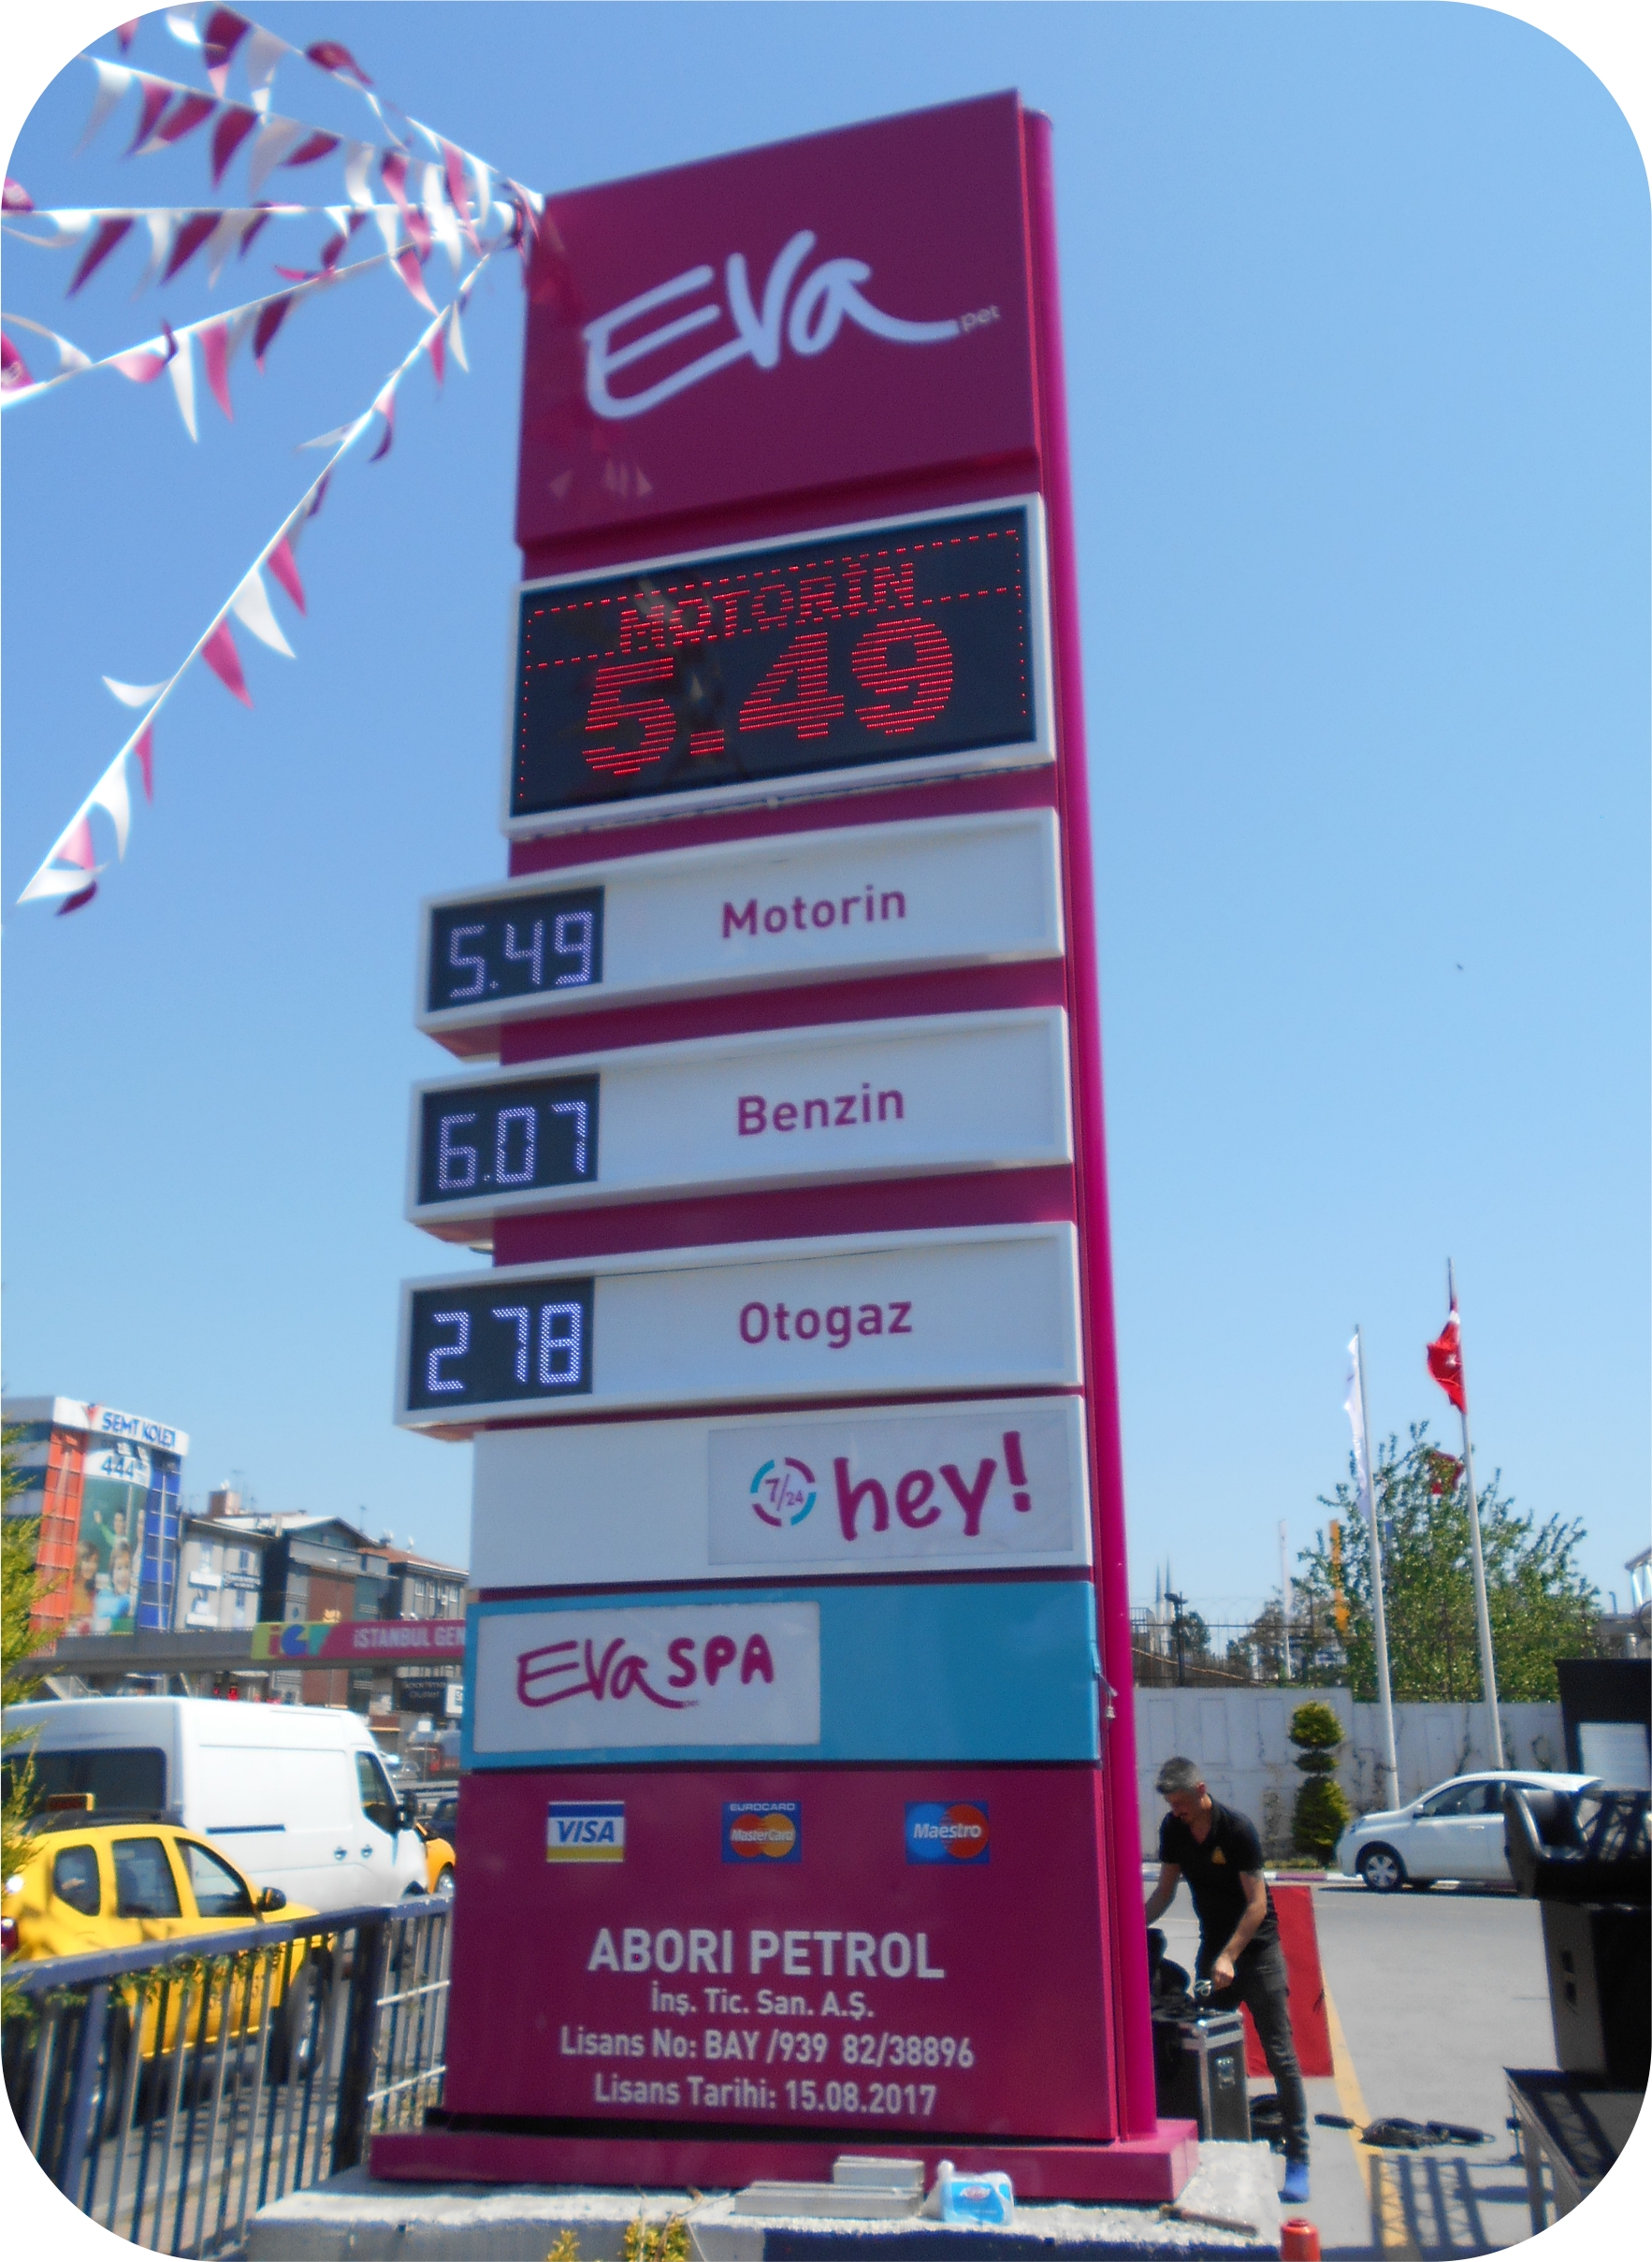 Eva
pet
MOTORİN
5.49
5.49 Motorin
6.07 Benzin
2 78 Otogaz
7/24 hey!
Eva SPA
VISA
EUROCARD
MasterCard
Maestro
ABORI PETROL
İnş. Tic. San. A.Ş.
Lisans No: BAY /939 82/38896
Lisans Tarihi: 15.08.2017
SEMT KOLEJİ
444
İSTANBUL GEN
Outlet